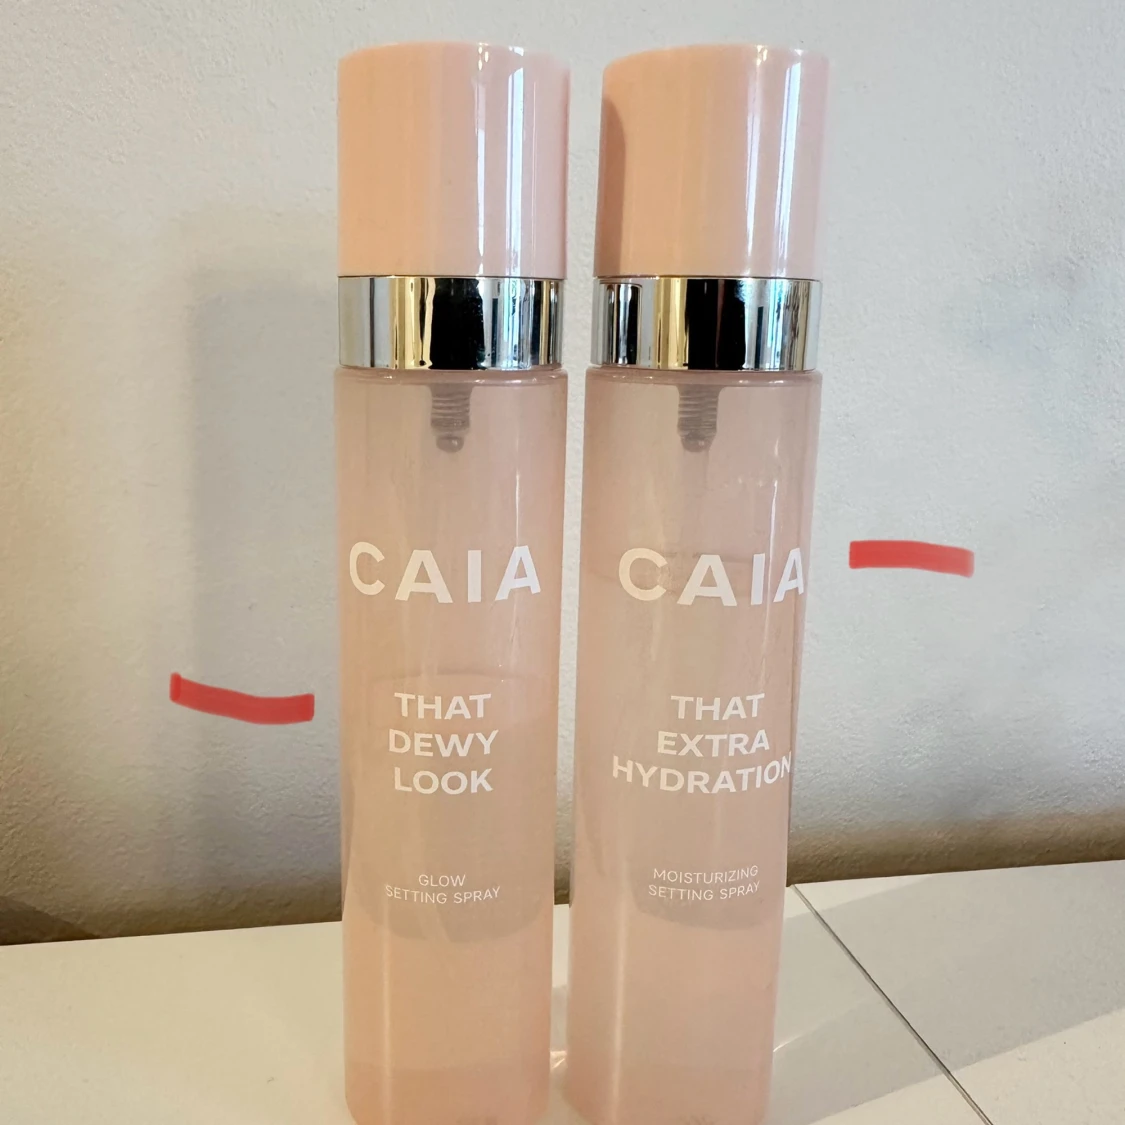 CAIA
THAT
DEWY
LOOK
GLOW
SETTING SPRAY
CAIA
THAT
EXTRA
HYDRATION
MOISTURIZING
SETTING SPRAY